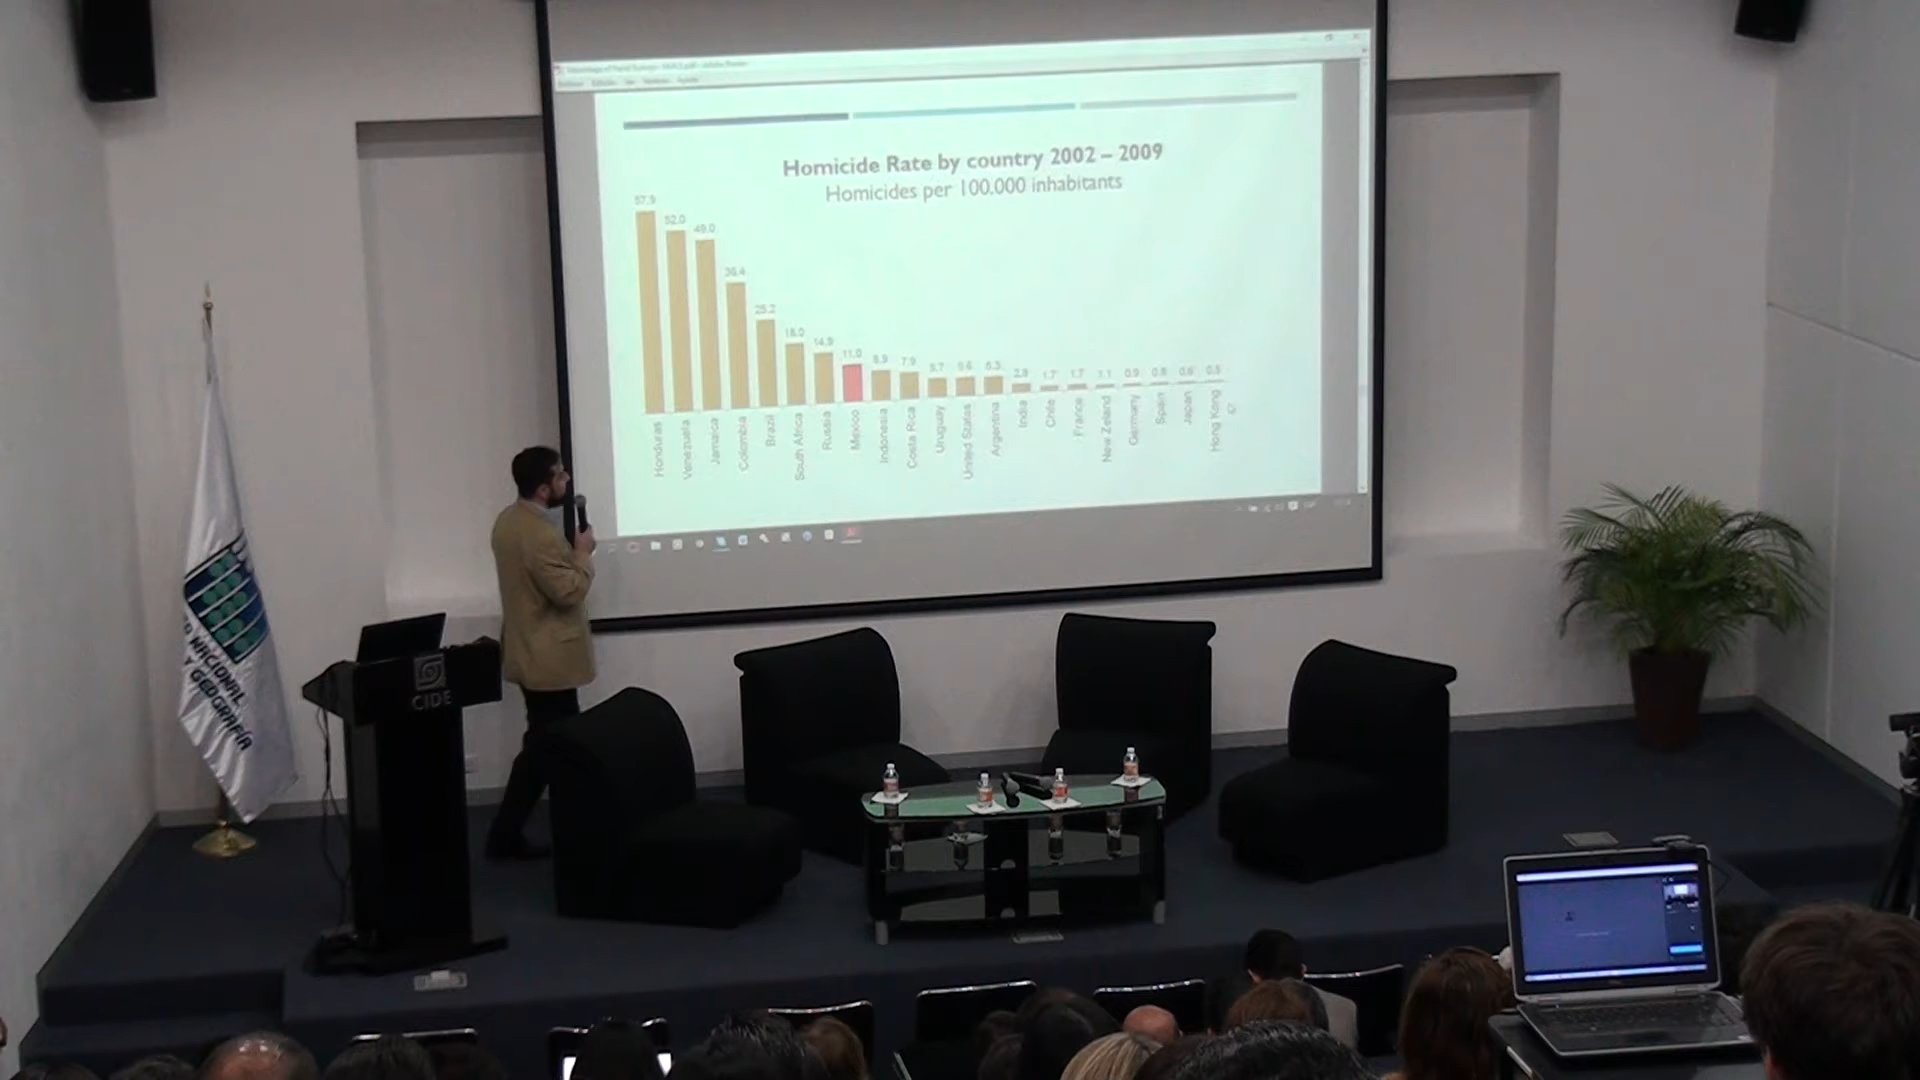 Homicide Rate by country 2002 – 2009
Homicides per 100.000 inhabitants
57.9
52.0
49.0
36.4
25.2
18.0
14.9
11.0
8.9
7.9
5.7
5.6
5.3
2.8
1.7
1.7
1.1
0.9
0.8
0.6
0.5
Honduras
Venezuela
Jamaica
Colombia
Brazil
South Africa
Russia
Mexico
Indonesia
Costa Rica
Uruguay
United States
Argentina
India
Chile
France
New Zeland
Germany
Spain
Japan
Hong Kong
CIDE
NACIONAL
Y GEOGRAFÍA